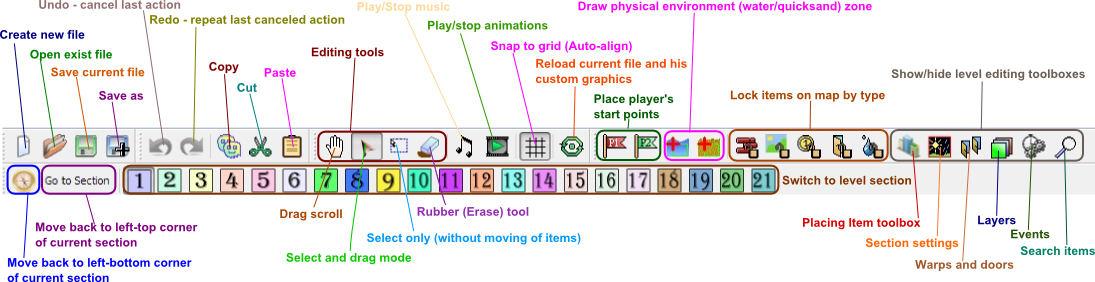 Undo - cancel last action
Play/Stop music
Draw physical environment (water/quicksand) zone
Redo - repeat last canceled action
Play/stop animations
Create new file
Open exist file
Save current file
Save as
Copy
Cut
Paste
Editing tools
Snap to grid (Auto-align)
Reload current file and his
custom graphics
Place player's
start points
Lock items on map by type
Show/hide level editing toolboxes
Go to Section
1 2 3 4 5 6 7 8 9 10 11 12 13 14 15 16 17 18 19 20 21
Switch to level section
Drag scroll
Rubber (Erase) tool
Select only (without moving of items)
Select and drag mode
Move back to left-top corner
of current section
Move back to left-bottom corner
of current section
Placing Item toolbox
Section settings
Warps and doors
Layers
Events
Search items